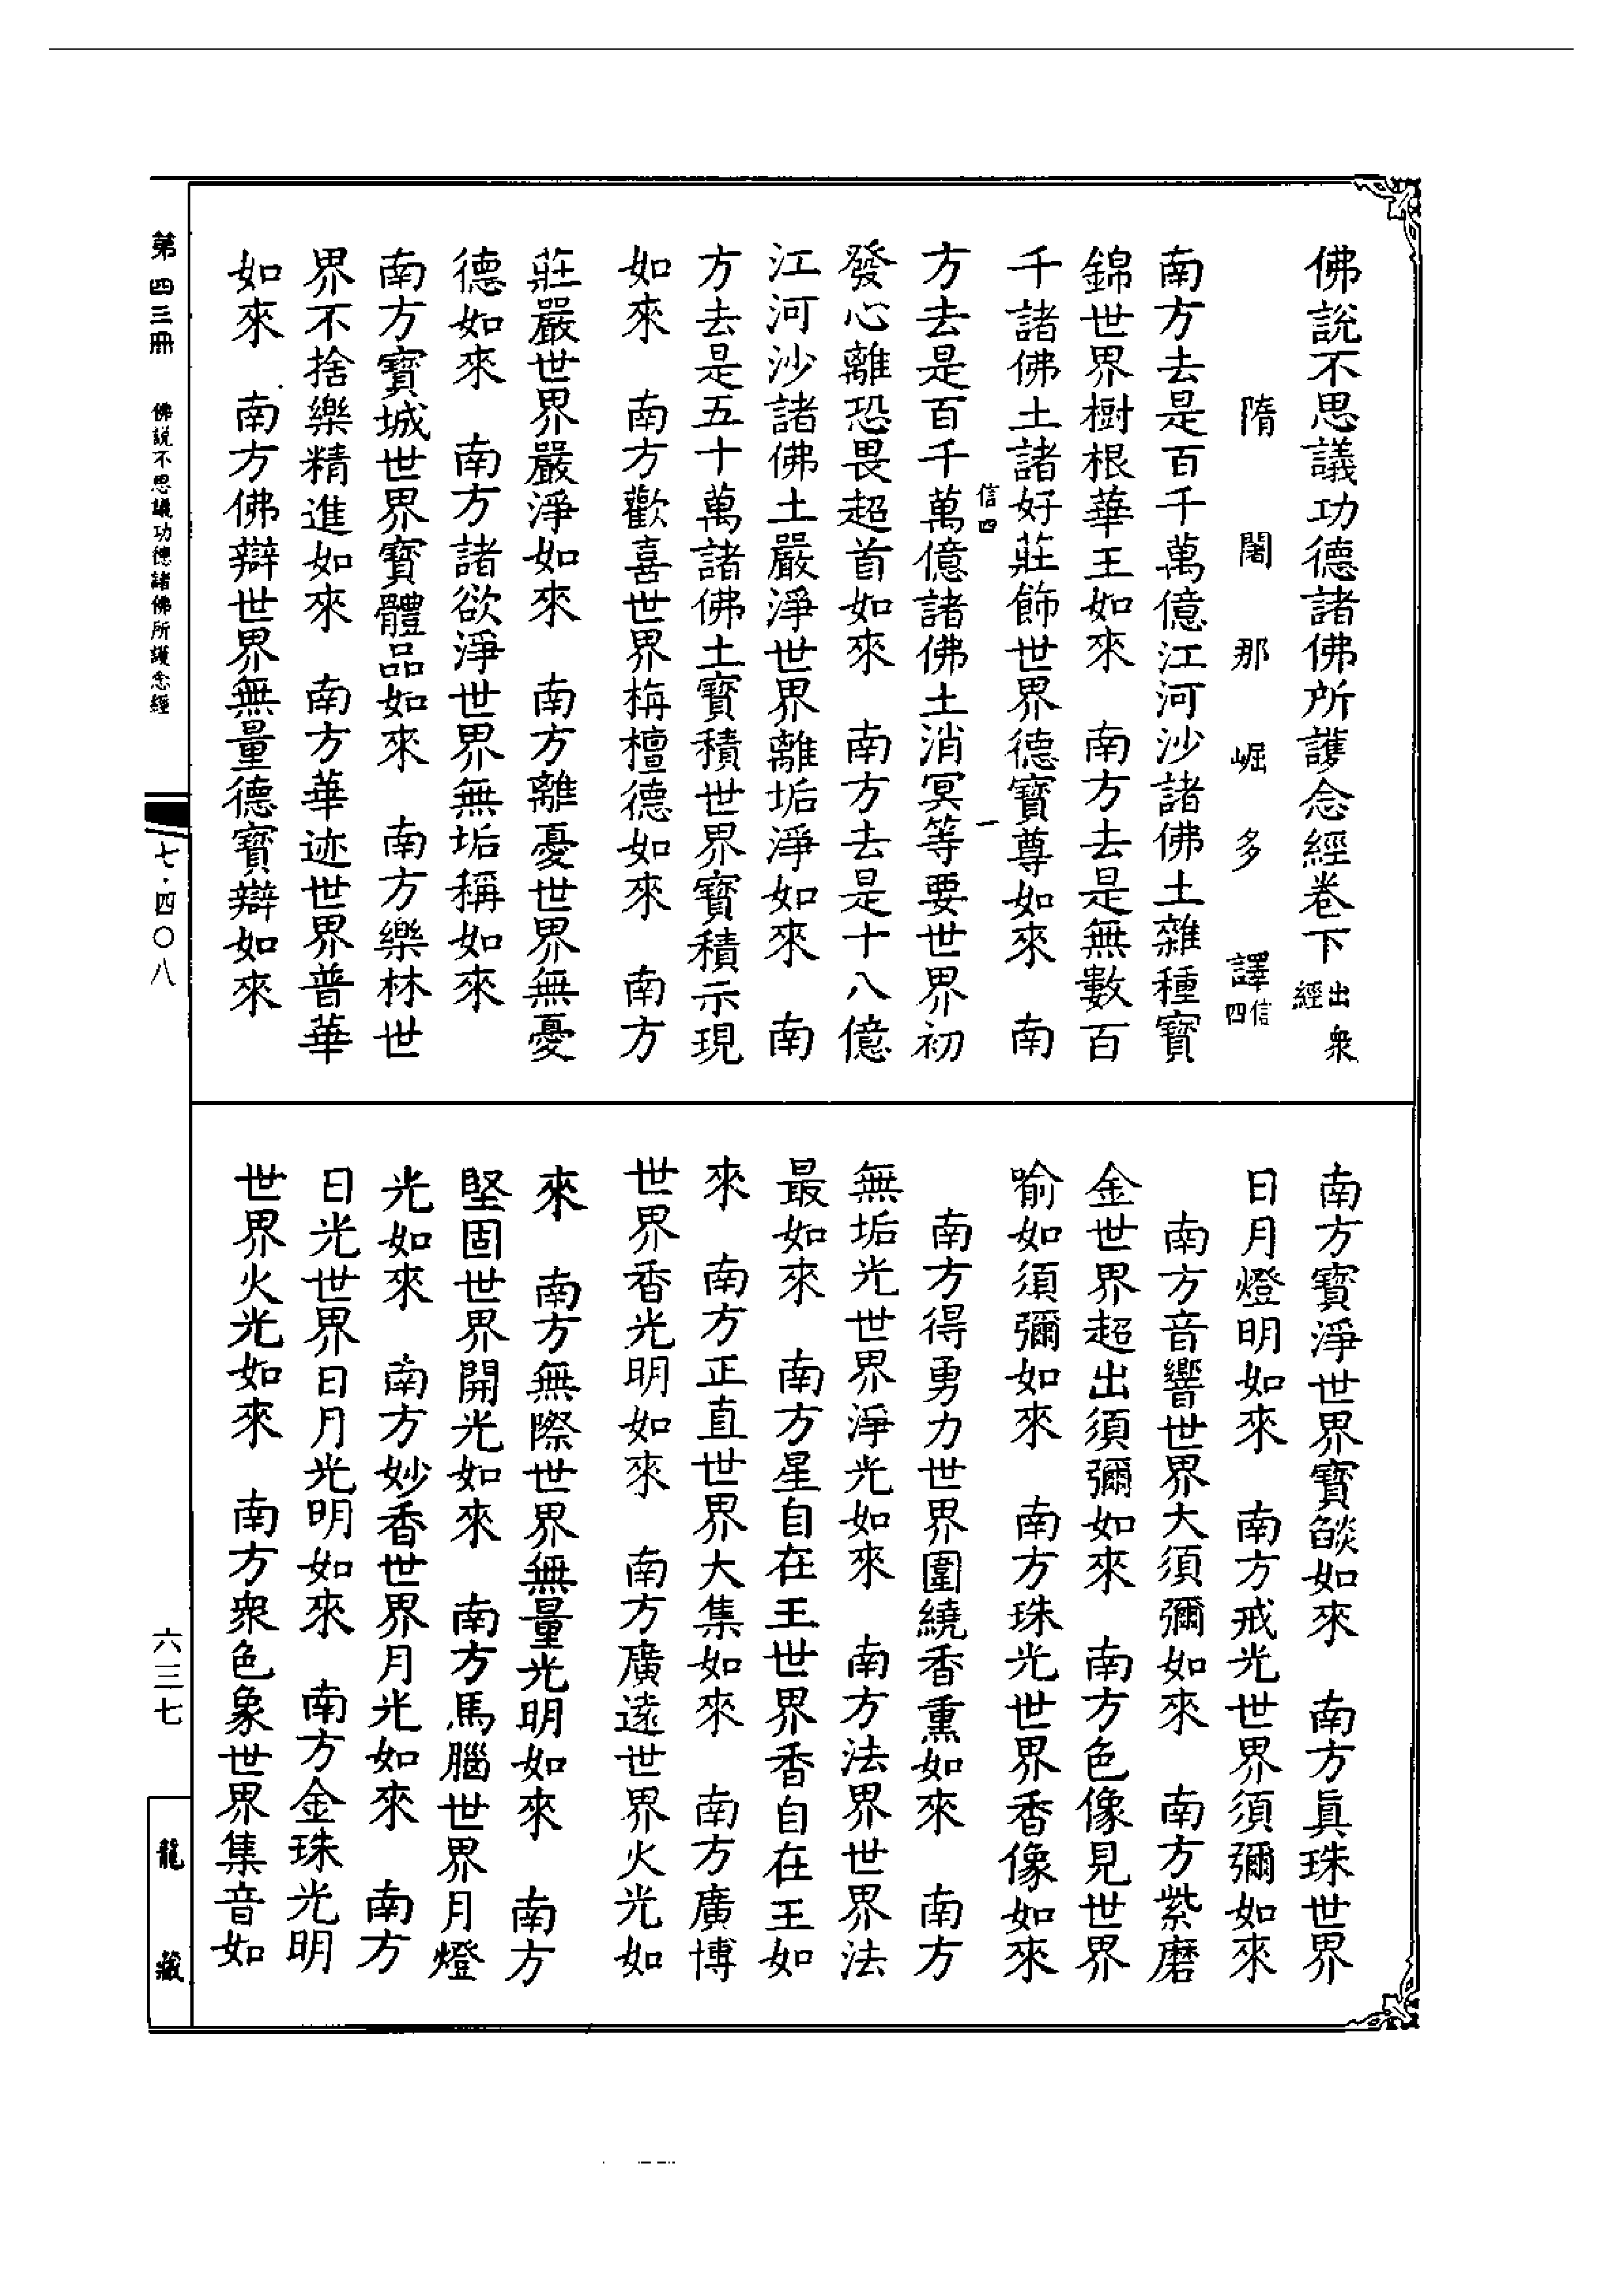 佛說不思議功德諸佛所護念經卷下出衆經
隋闍那崛多譯信四
南方去是百千萬億江河沙諸佛土雜種寶
錦世界樹根華王如來　南方去是無數百
千諸佛土諸好莊飾世界德寶尊如來　南
信四　一
方去是百千萬億諸佛土消冥等要世界初
發心離恐畏超首如來　南方去是十八億
江河沙諸佛土嚴淨世界離垢淨如來　南
方去是五十萬諸佛土寶積世界寶積示現
如來　南方歡喜世界栴檀德如來　南方
莊嚴世界嚴淨如來　南方離憂世界無憂
德如來　南方諸欲淨世界無垢稱如來
南方寶城世界寶體品如來　南方樂林世
界不捨樂精進如來　南方華迹世界普華
如來　南方佛辯世界無量德寶辯如來
南方寶淨世界寶燄如來　南方眞珠世界
日月燈明如來　南方戒光世界須彌如來
南方音響世界大須彌如來　南方紫磨
金世界超出須彌如來　南方色像見世界
喻如須彌如來　南方珠光世界香像如來
南方得勇力世界圍繞香熏如來　南方
無垢光世界淨光如來　南方法界世界法
最如來　南方星自在王世界香自在王如
來　南方正直世界大集如來　南方廣博
世界香光明如來　南方廣遠世界火光如
來　南方無際世界無量光明如來　南方
堅固世界開光如來　南方馬腦世界月燈
光如來　南方妙香世界月光如來　南方
日光世界日月光明如來　南方金珠光明
世界火光如來　南方衆色象世界集音如
第四三冊　佛說不思議功德諸佛所護念經
七·四〇八
六三七
龍藏